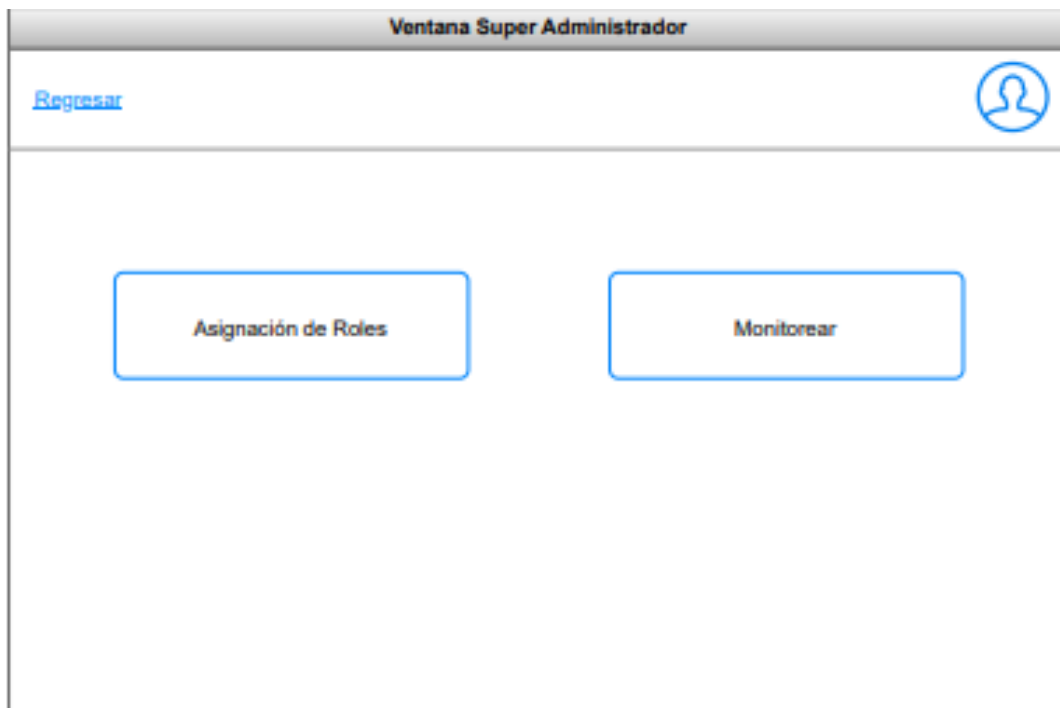 Ventana Super Administrador
Regresar
Asignación de Roles
Monitorear